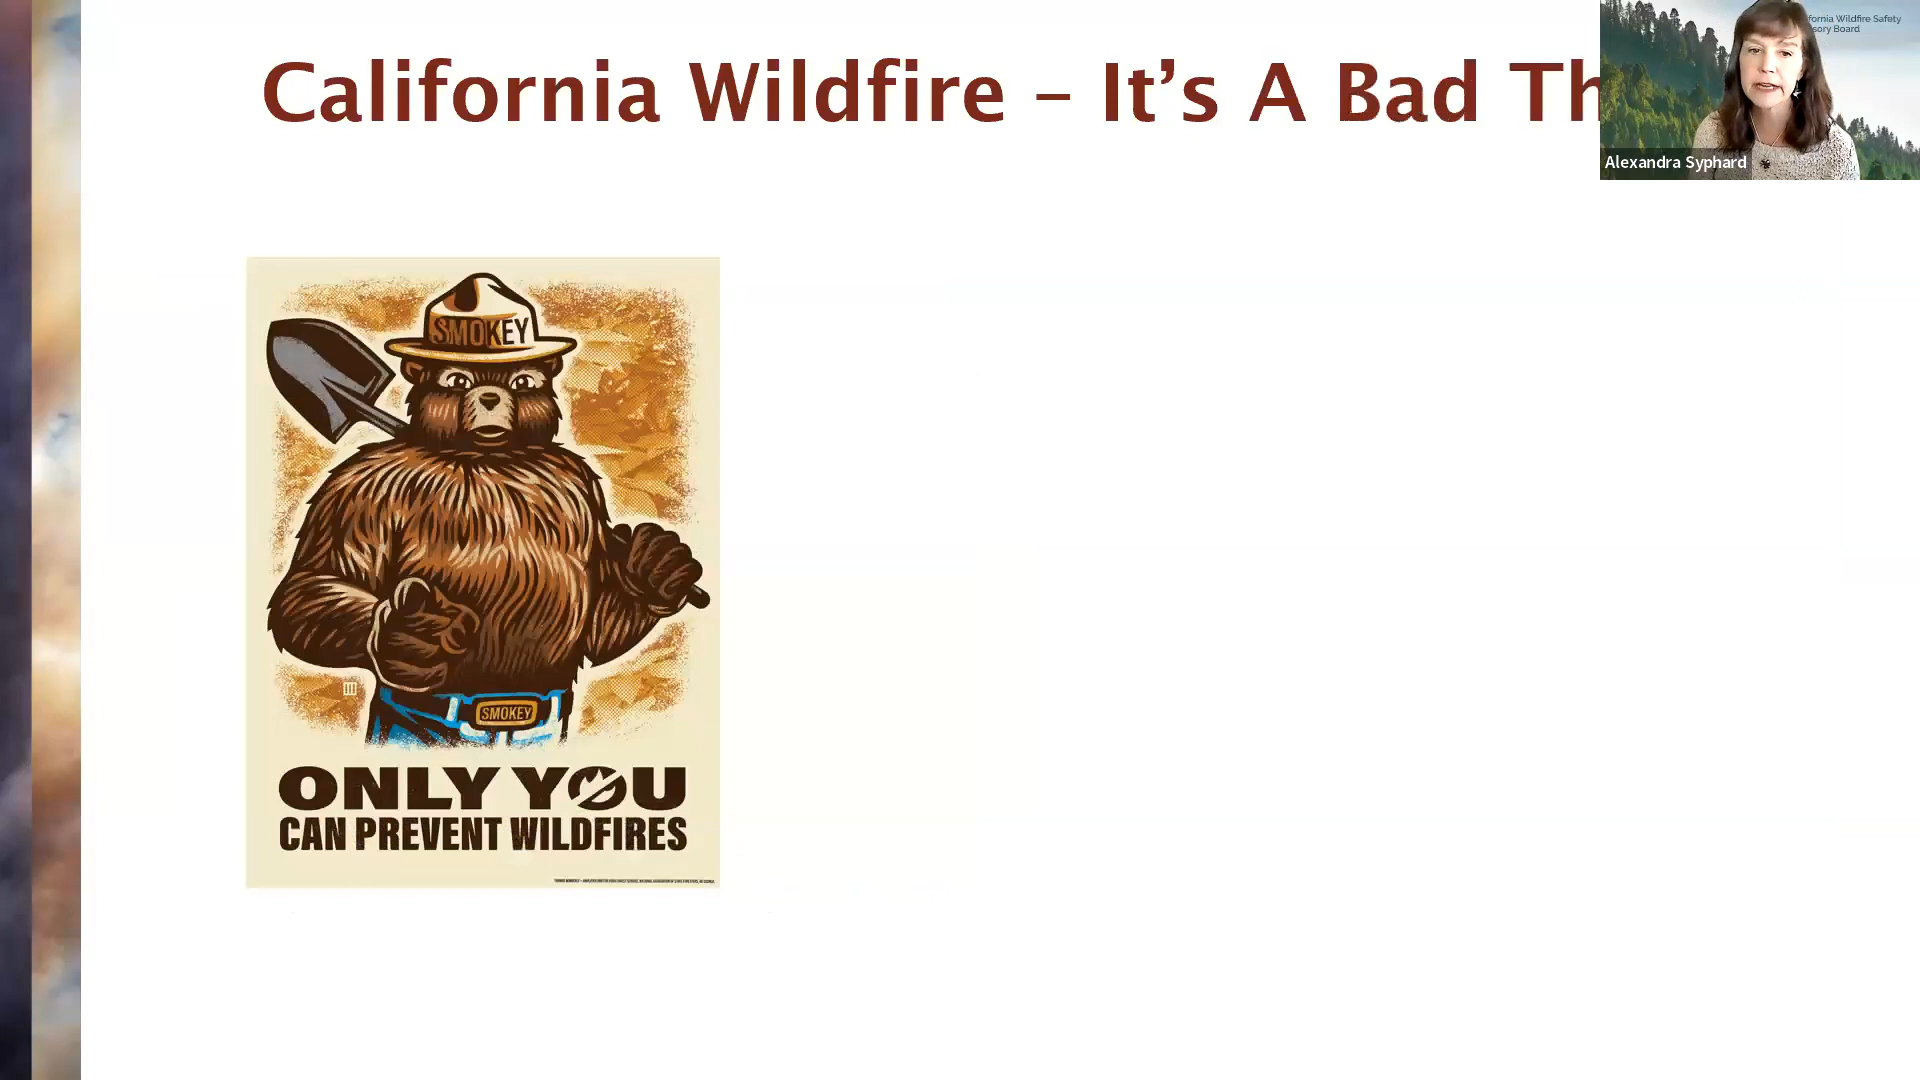 California Wildfire – It’s A Bad Th
fornia Wildfire Safety
sory Board
Alexandra Syphard
SMOKEY
SMOKEY
ONLY YOU
CAN PREVENT WILDFIRES